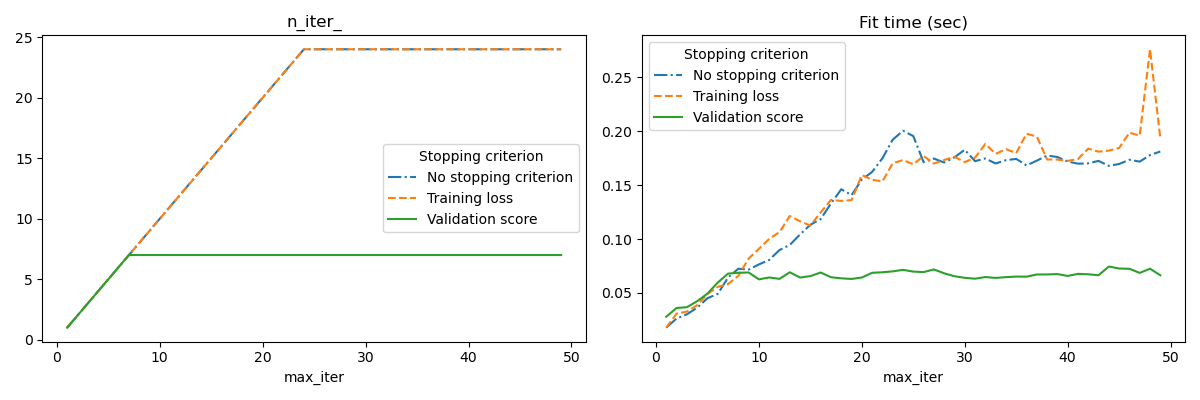 n_iter_
25
20
15
10
5
0
Stopping criterion
No stopping criterion
Training loss
Validation score
0 10 20 30 40 50
max_iter
Fit time (sec)
Stopping criterion
No stopping criterion
Training loss
Validation score
0.25
0.20
0.15
0.10
0.05
0 10 20 30 40 50
max_iter